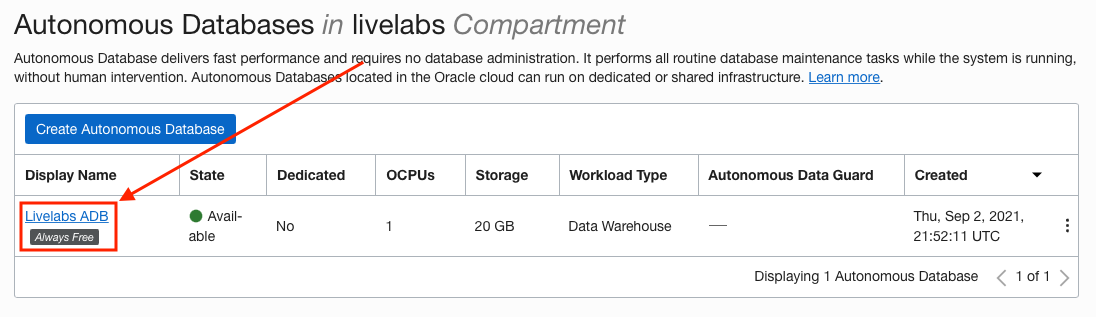 Autonomous Databases in livelabs Compartment
Autonomous Database delivers fast performance and requires no database administration. It performs all routine database maintenance tasks while the system is running,
without human intervention. Autonomous Databases located in the Oracle cloud can run on dedicated or shared infrastructure. Learn more.
Create Autonomous Database
Display Name State Dedicated OCPUs Storage Workload Type Autonomous Data Guard Created
Livelabs ADB Avail- Thu, Sep 2, 2021,
Always Free able No 1 20 GB Data Warehouse — 21:52:11 UTC
Displaying 1 Autonomous Database < 1 of 1 >